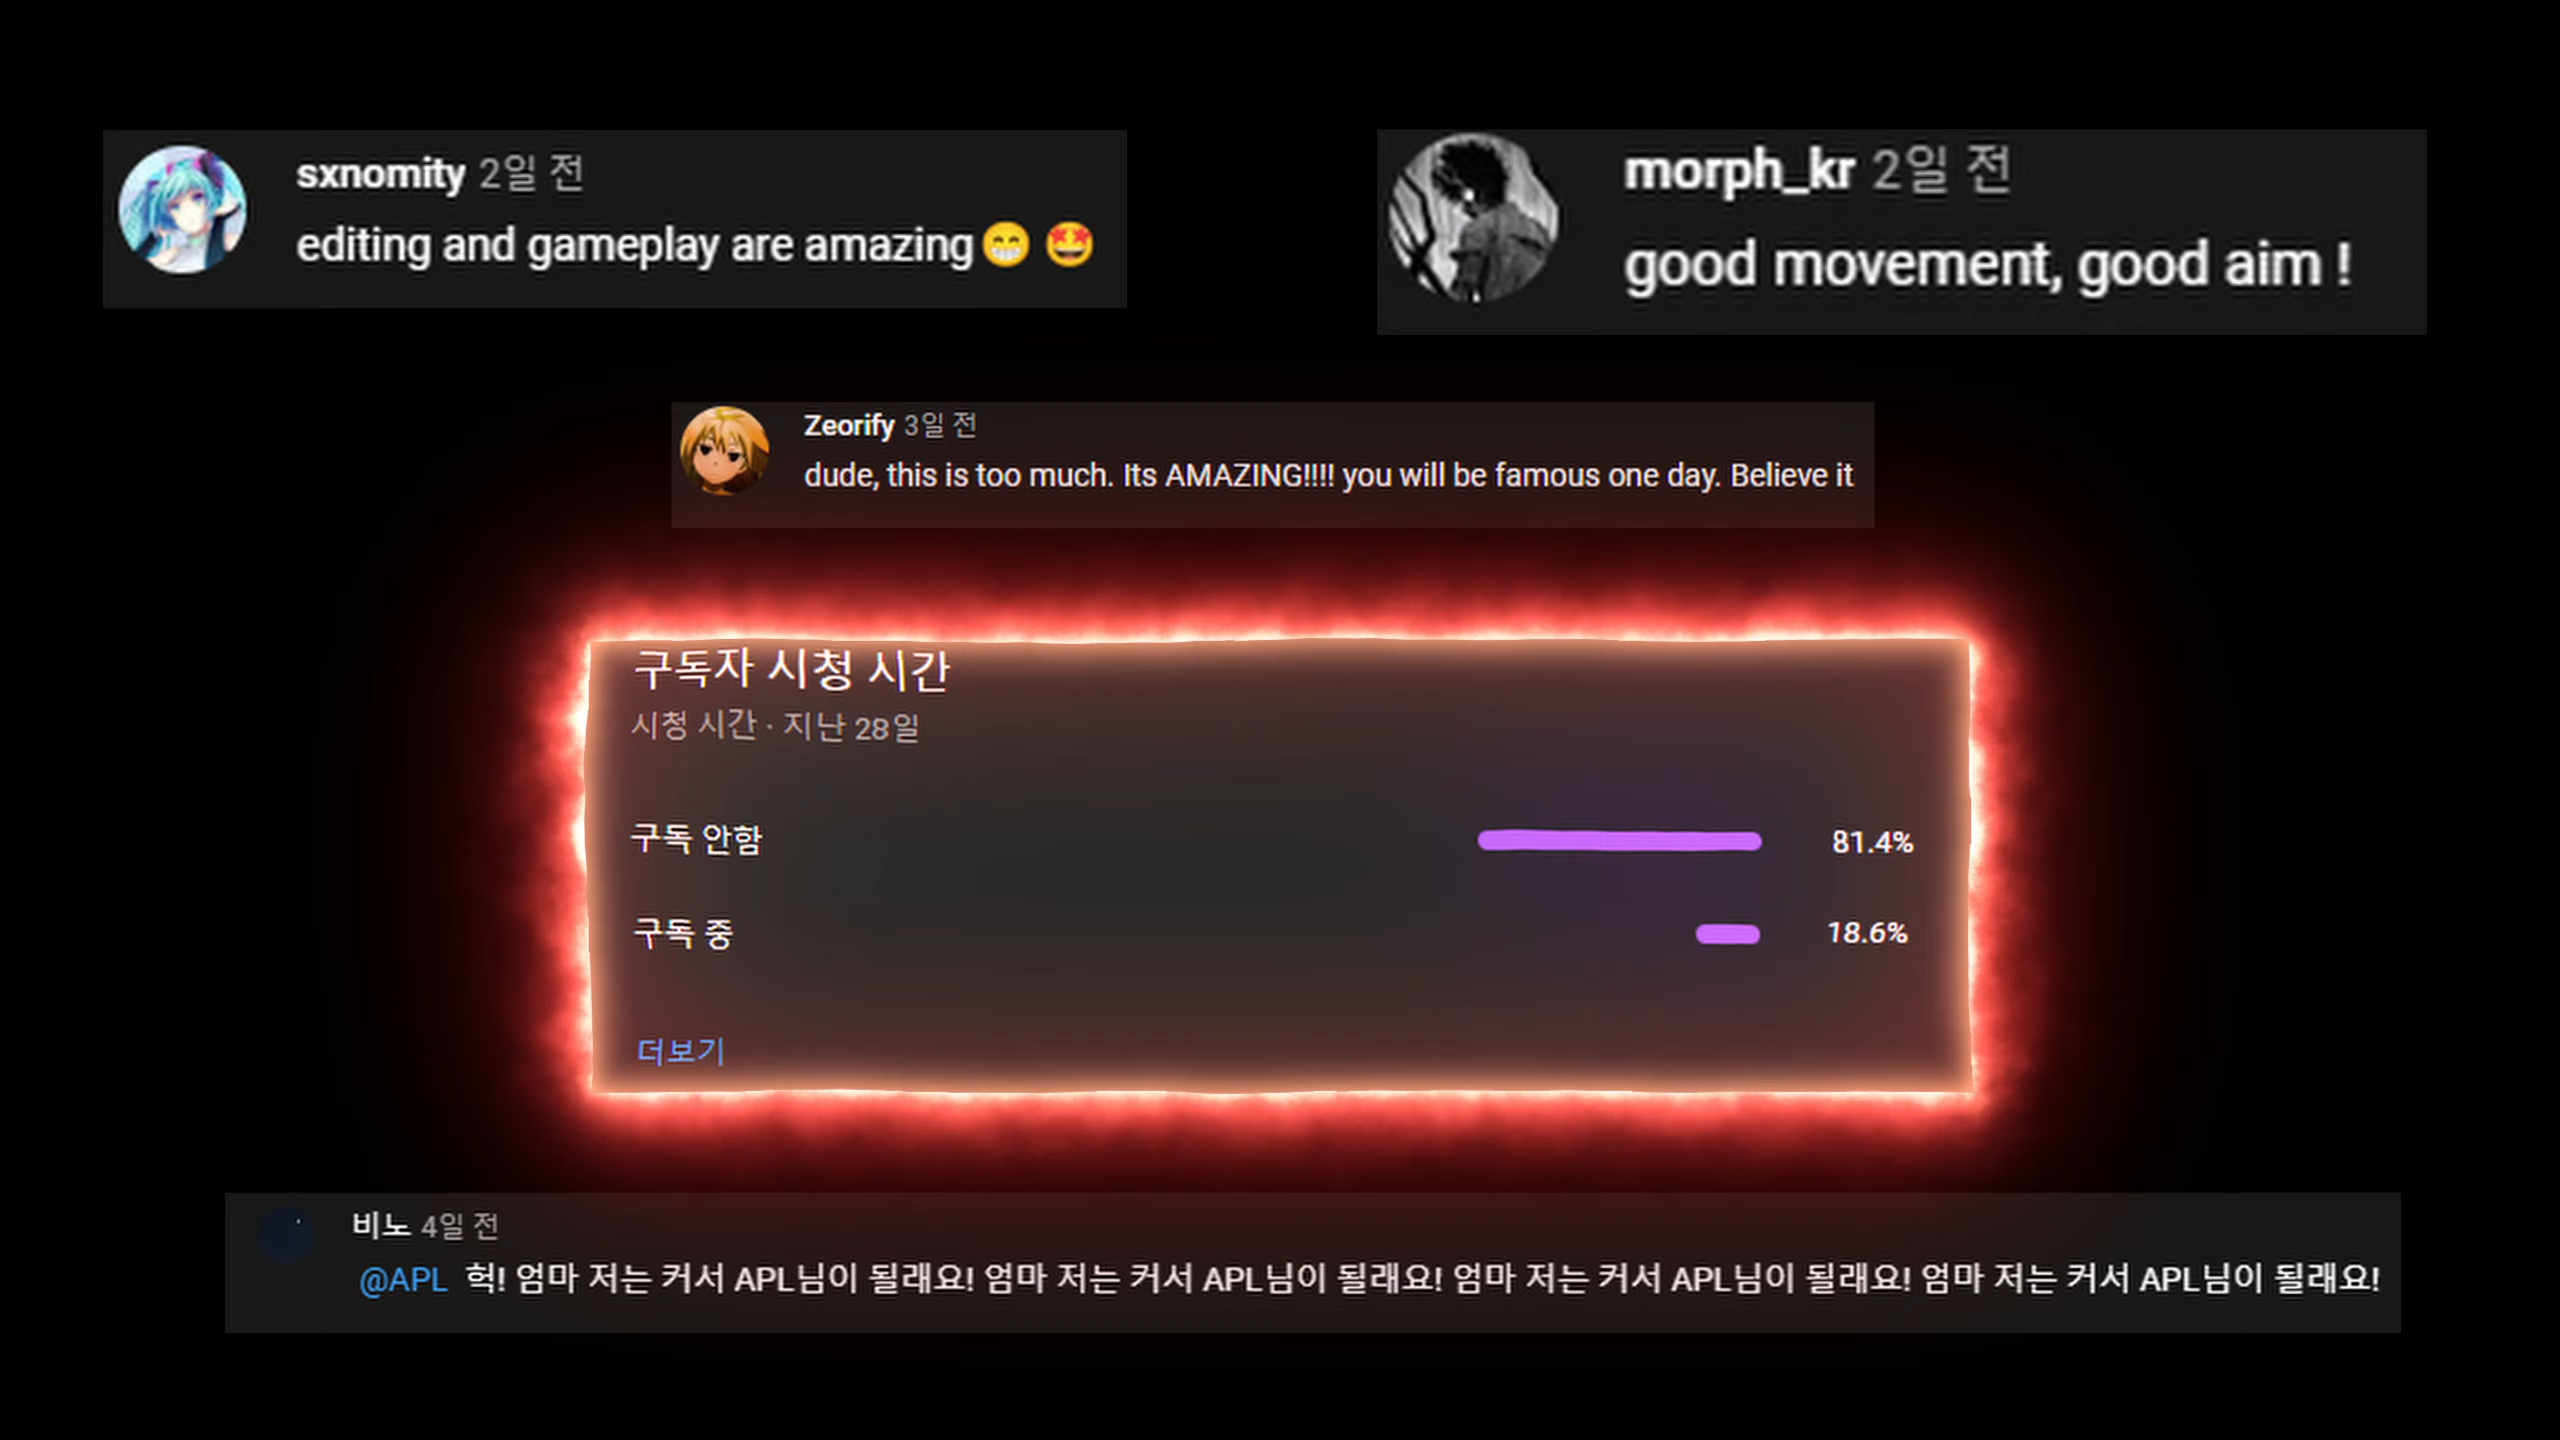 sxnomity 2일 전
editing and gameplay are amazing😁 🤩
morph_kr 2일 전
good movement, good aim !
Zeorify 3일 전
dude, this is too much. Its AMAZING!!!! you will be famous one day. Believe it
구독자 시청 시간
시청 시간 · 지난 28일
구독 안함 81.4%
구독 중 18.6%
더보기
비노 4일 전
@APL 헉! 엄마 저는 커서 APL님이 될래요! 엄마 저는 커서 APL님이 될래요! 엄마 저는 커서 APL님이 될래요! 엄마 저는 커서 APL님이 될래요!